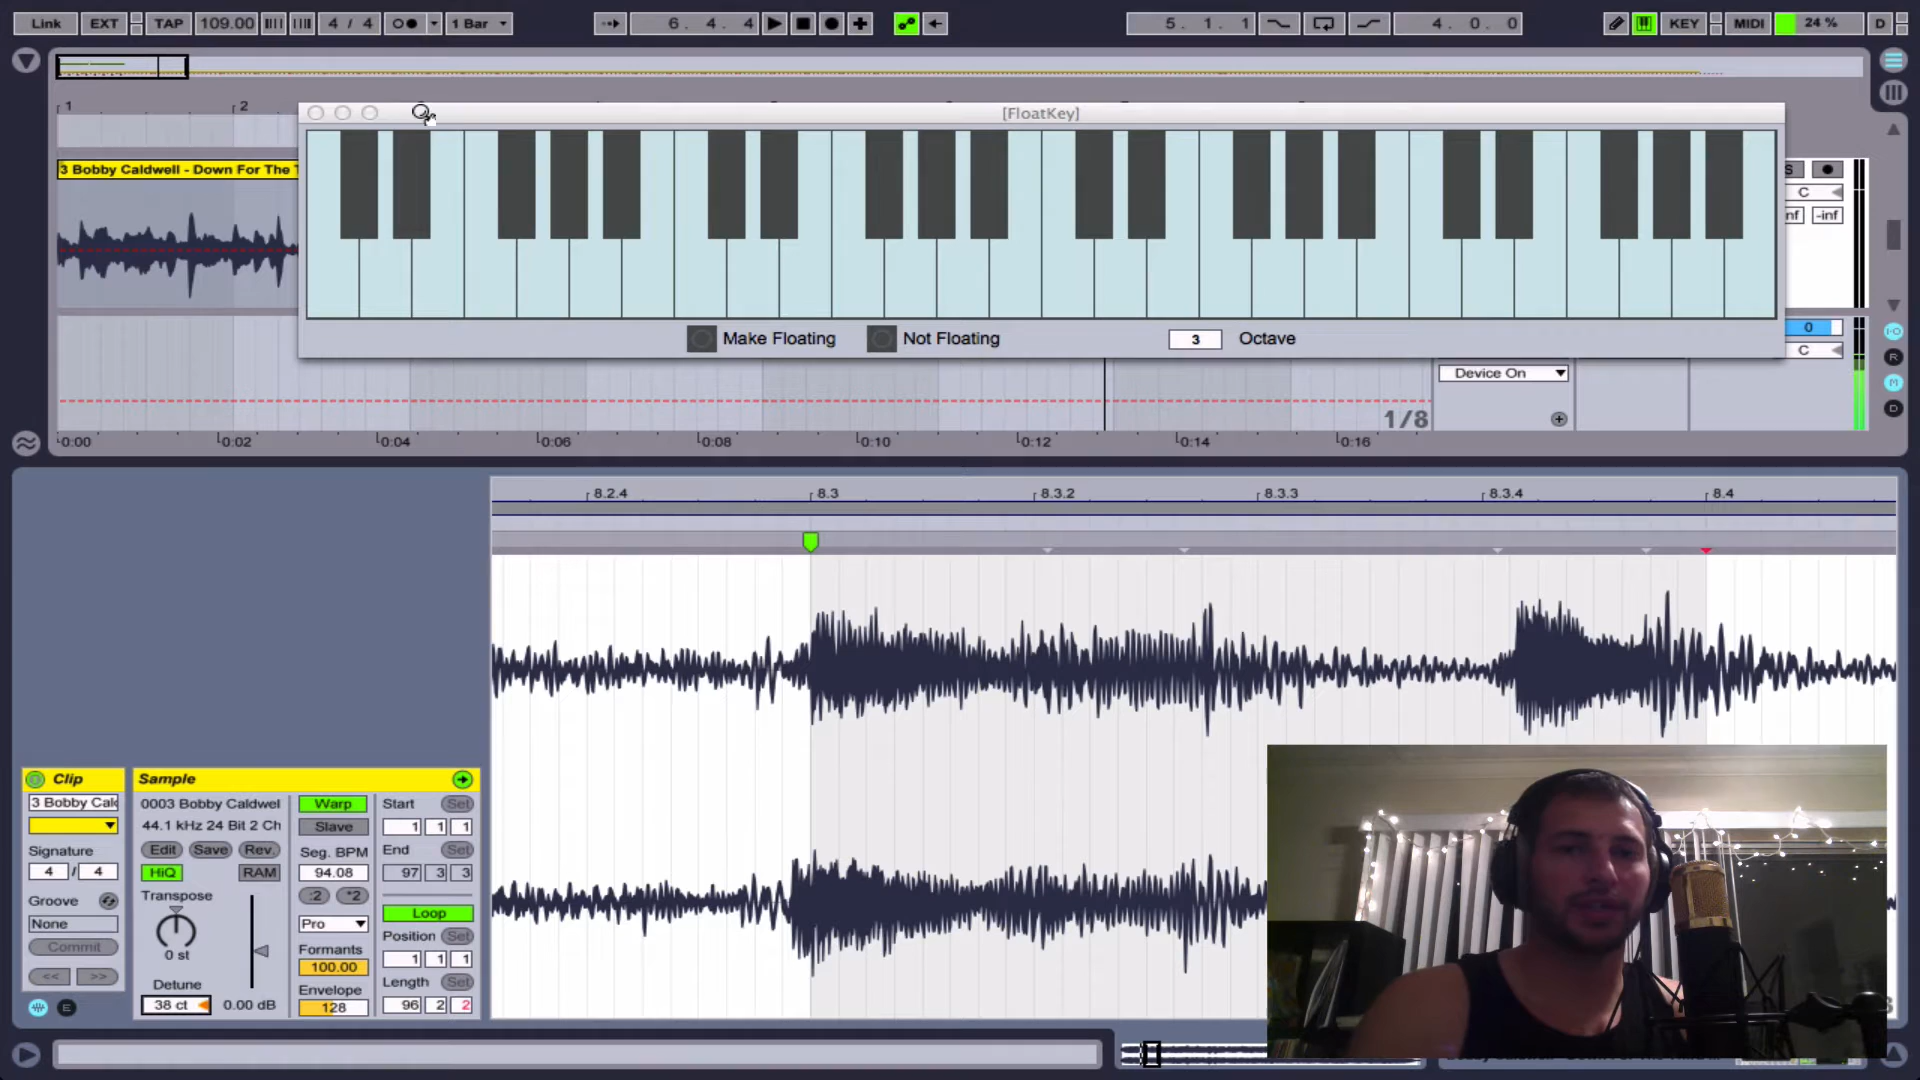 Link EXT TAP 109.00 4 / 4 1 Bar 6. 4. 4 5. 1. 1 4. 0. 0 KEY MIDI 24 % D
1 2
[FloatKey]
3 Bobby Caldwell - Down For The T
S
C
nf -inf
Make Floating Not Floating 3 Octave
0
C
Device On
1/8
0:00 0:02 0:04 0:06 0:08 0:10 0:12 0:14 0:16
I-O
R
M
D
8.2.4 8.3 8.3.2 8.3.3 8.3.4 8.4
Clip
3 Bobby Cal
Signature
4 / 4
Groove
None
Commit
<< >>
E
Sample
0003 Bobby Caldwel
44.1 kHz 24 Bit 2 Ch
Edit Save Rev.
HiQ RAM
Transpose
0 st
Detune
38 ct 0.00 dB
Warp
Slave
Seg. BPM
94.08
:2 *2
Pro
Formants
100.00
Envelope
128
Start Set
1 1 1
End Set
97 3 3
Loop
Position Set
1 1 1
Length Set
96 2 2